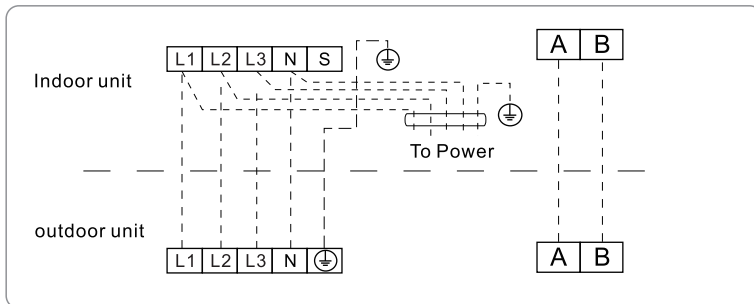 L1 L2 L3 N S
A B
Indoor unit
To Power
outdoor unit
L1 L2 L3 N
A B